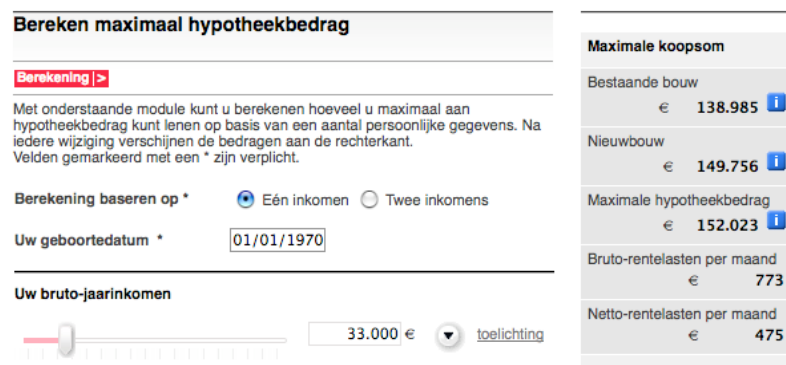 Bereken maximaal hypotheekbedrag
Berekening |>
Met onderstaande module kunt u berekenen hoeveel u maximaal aan
hypotheekbedrag kunt lenen op basis van een aantal persoonlijke gegevens. Na
iedere wijziging verschijnen de bedragen aan de rechterkant.
Velden gemarkeerd met een * zijn verplicht.
Berekening baseren op *
Eén inkomen
Twee inkomens
Uw geboortedatum *
01/01/1970
Uw bruto-jaarinkomen
33.000 €
toelichting
Maximale koopsom
Bestaande bouw
€ 138.985 i
Nieuwbouw
€ 149.756 i
Maximale hypotheekbedrag
€ 152.023 i
Bruto-rentelasten per maand
€ 773
Netto-rentelasten per maand
€ 475